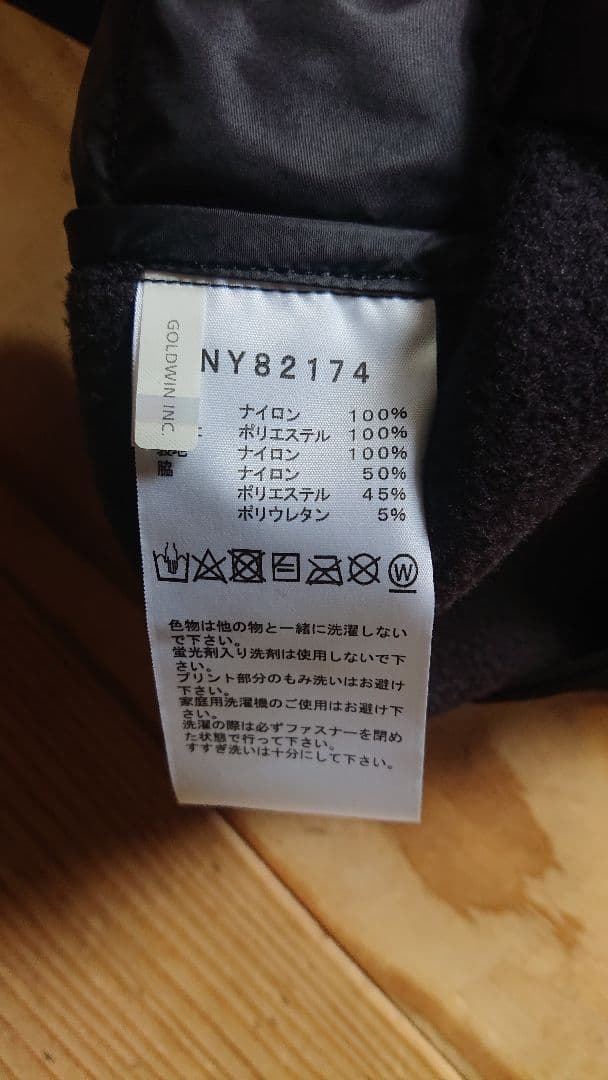 GOLDWIN INC.
NY82174
ナイロン 100%
ポリエステル 100%
ナイロン 100%
脇 ナイロン 50%
ポリエステル 45%
ポリウレタン 5%
W
色物は他の物と一緒に洗濯しない
で下さい。
蛍光剤入り洗剤は使用しないで下
さい。
プリント部分のもみ洗いはお避け
下さい。
家庭用洗濯機のご使用はお避け下
さい。
洗濯の際は必ずファスナーを閉め
た状態で行って下さい。
すすぎ洗いは十分にして下さい。